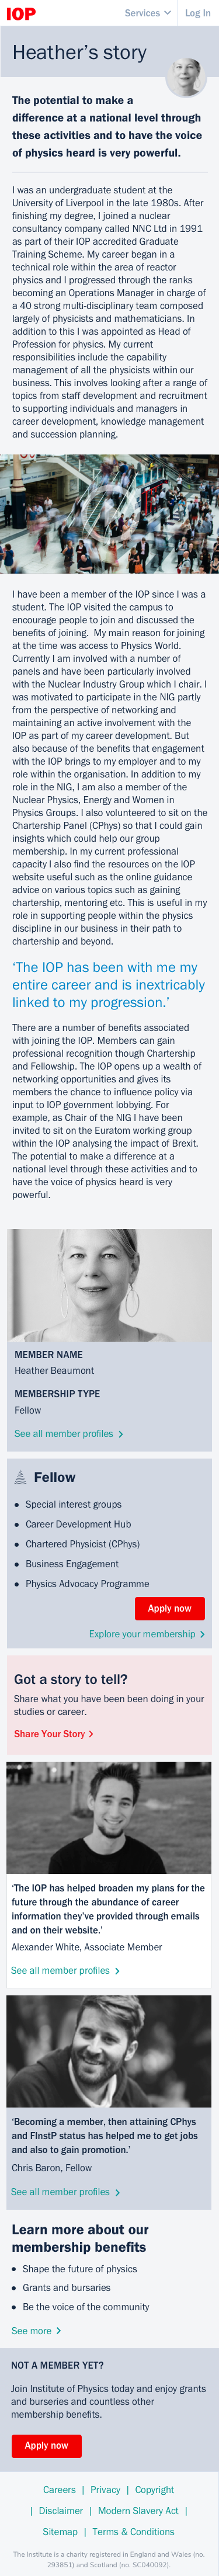 IOP
Services
Log In
Heather’s story
The potential to make a
difference at a national level through
these activities and to have the voice
of physics heard is very powerful.
I was an undergraduate student at the
University of Liverpool in the late 1980s. After
finishing my degree, I joined a nuclear
consultancy company called NNC Ltd in 1991
as part of their IOP accredited Graduate
Training Scheme. My career began in a
technical role within the area of reactor
physics and I progressed through the ranks
becoming an Operations Manager in charge of
a 40 strong multi-disciplinary team composed
largely of physicists and mathematicians. In
addition to this I was appointed as Head of
Profession for physics. My current
responsibilities include the capability
management of all the physicists within our
business. This involves looking after a range of
topics from staff development and recruitment
to supporting individuals and managers in
career development, knowledge management
and succession planning.
I have been a member of the IOP since I was a
student. The IOP visited the campus to
encourage people to join and discussed the
benefits of joining.  My main reason for joining
at the time was access to Physics World.
Currently I am involved with a number of
panels and have been particularly involved
with the Nuclear Industry Group which I chair. I
was motivated to participate in the NIG partly
from the perspective of networking and
maintaining an active involvement with the
IOP as part of my career development. But
also because of the benefits that engagement
with the IOP brings to my employer and to my
role within the organisation. In addition to my
role in the NIG, I am also a member of the
Nuclear Physics, Energy and Women in
Physics Groups. I also volunteered to sit on the
Chartership Panel (CPhys) so that I could gain
insights which could help our group
membership. In my current professional
capacity I also find the resources on the IOP
website useful such as the online guidance
advice on various topics such as gaining
chartership, mentoring etc. This is useful in my
role in supporting people within the physics
discipline in our business in their path to
chartership and beyond.
‘The IOP has been with me my
entire career and is inextricably
linked to my progression.’
There are a number of benefits associated
with joining the IOP. Members can gain
professional recognition though Chartership
and Fellowship. The IOP opens up a wealth of
networking opportunities and gives its
members the chance to influence policy via
input to IOP government lobbying. For
example, as Chair of the NIG I have been
invited to sit on the Euratom working group
within the IOP analysing the impact of Brexit.
The potential to make a difference at a
national level through these activities and to
have the voice of physics heard is very
powerful.
MEMBER NAME
Heather Beaumont
MEMBERSHIP TYPE
Fellow
See all member profiles
Fellow
Special interest groups
Career Development Hub
Chartered Physicist (CPhys)
Business Engagement
Physics Advocacy Programme
Apply now
Explore your membership
Got a story to tell?
Share what you have been been doing in your
studies or career.
Share Your Story
‘The IOP has helped broaden my plans for the
future through the abundance of career
information they’ve provided through emails
and on their website.’
Alexander White, Associate Member
See all member profiles
‘Becoming a member, then attaining CPhys
and FInstP status has helped me to get jobs
and also to gain promotion.’
Chris Baron, Fellow
See all member profiles
Learn more about our
membership benefits
Shape the future of physics
Grants and bursaries
Be the voice of the community
See more
NOT A MEMBER YET?
Join Institute of Physics today and enjoy grants
and burseries and countless other
membership benefits.
Apply now
Careers | Privacy | Copyright
| Disclaimer | Modern Slavery Act |
Sitemap | Terms & Conditions
The Institute is a charity registered in England and Wales (no.
293851) and Scotland (no. SC040092).